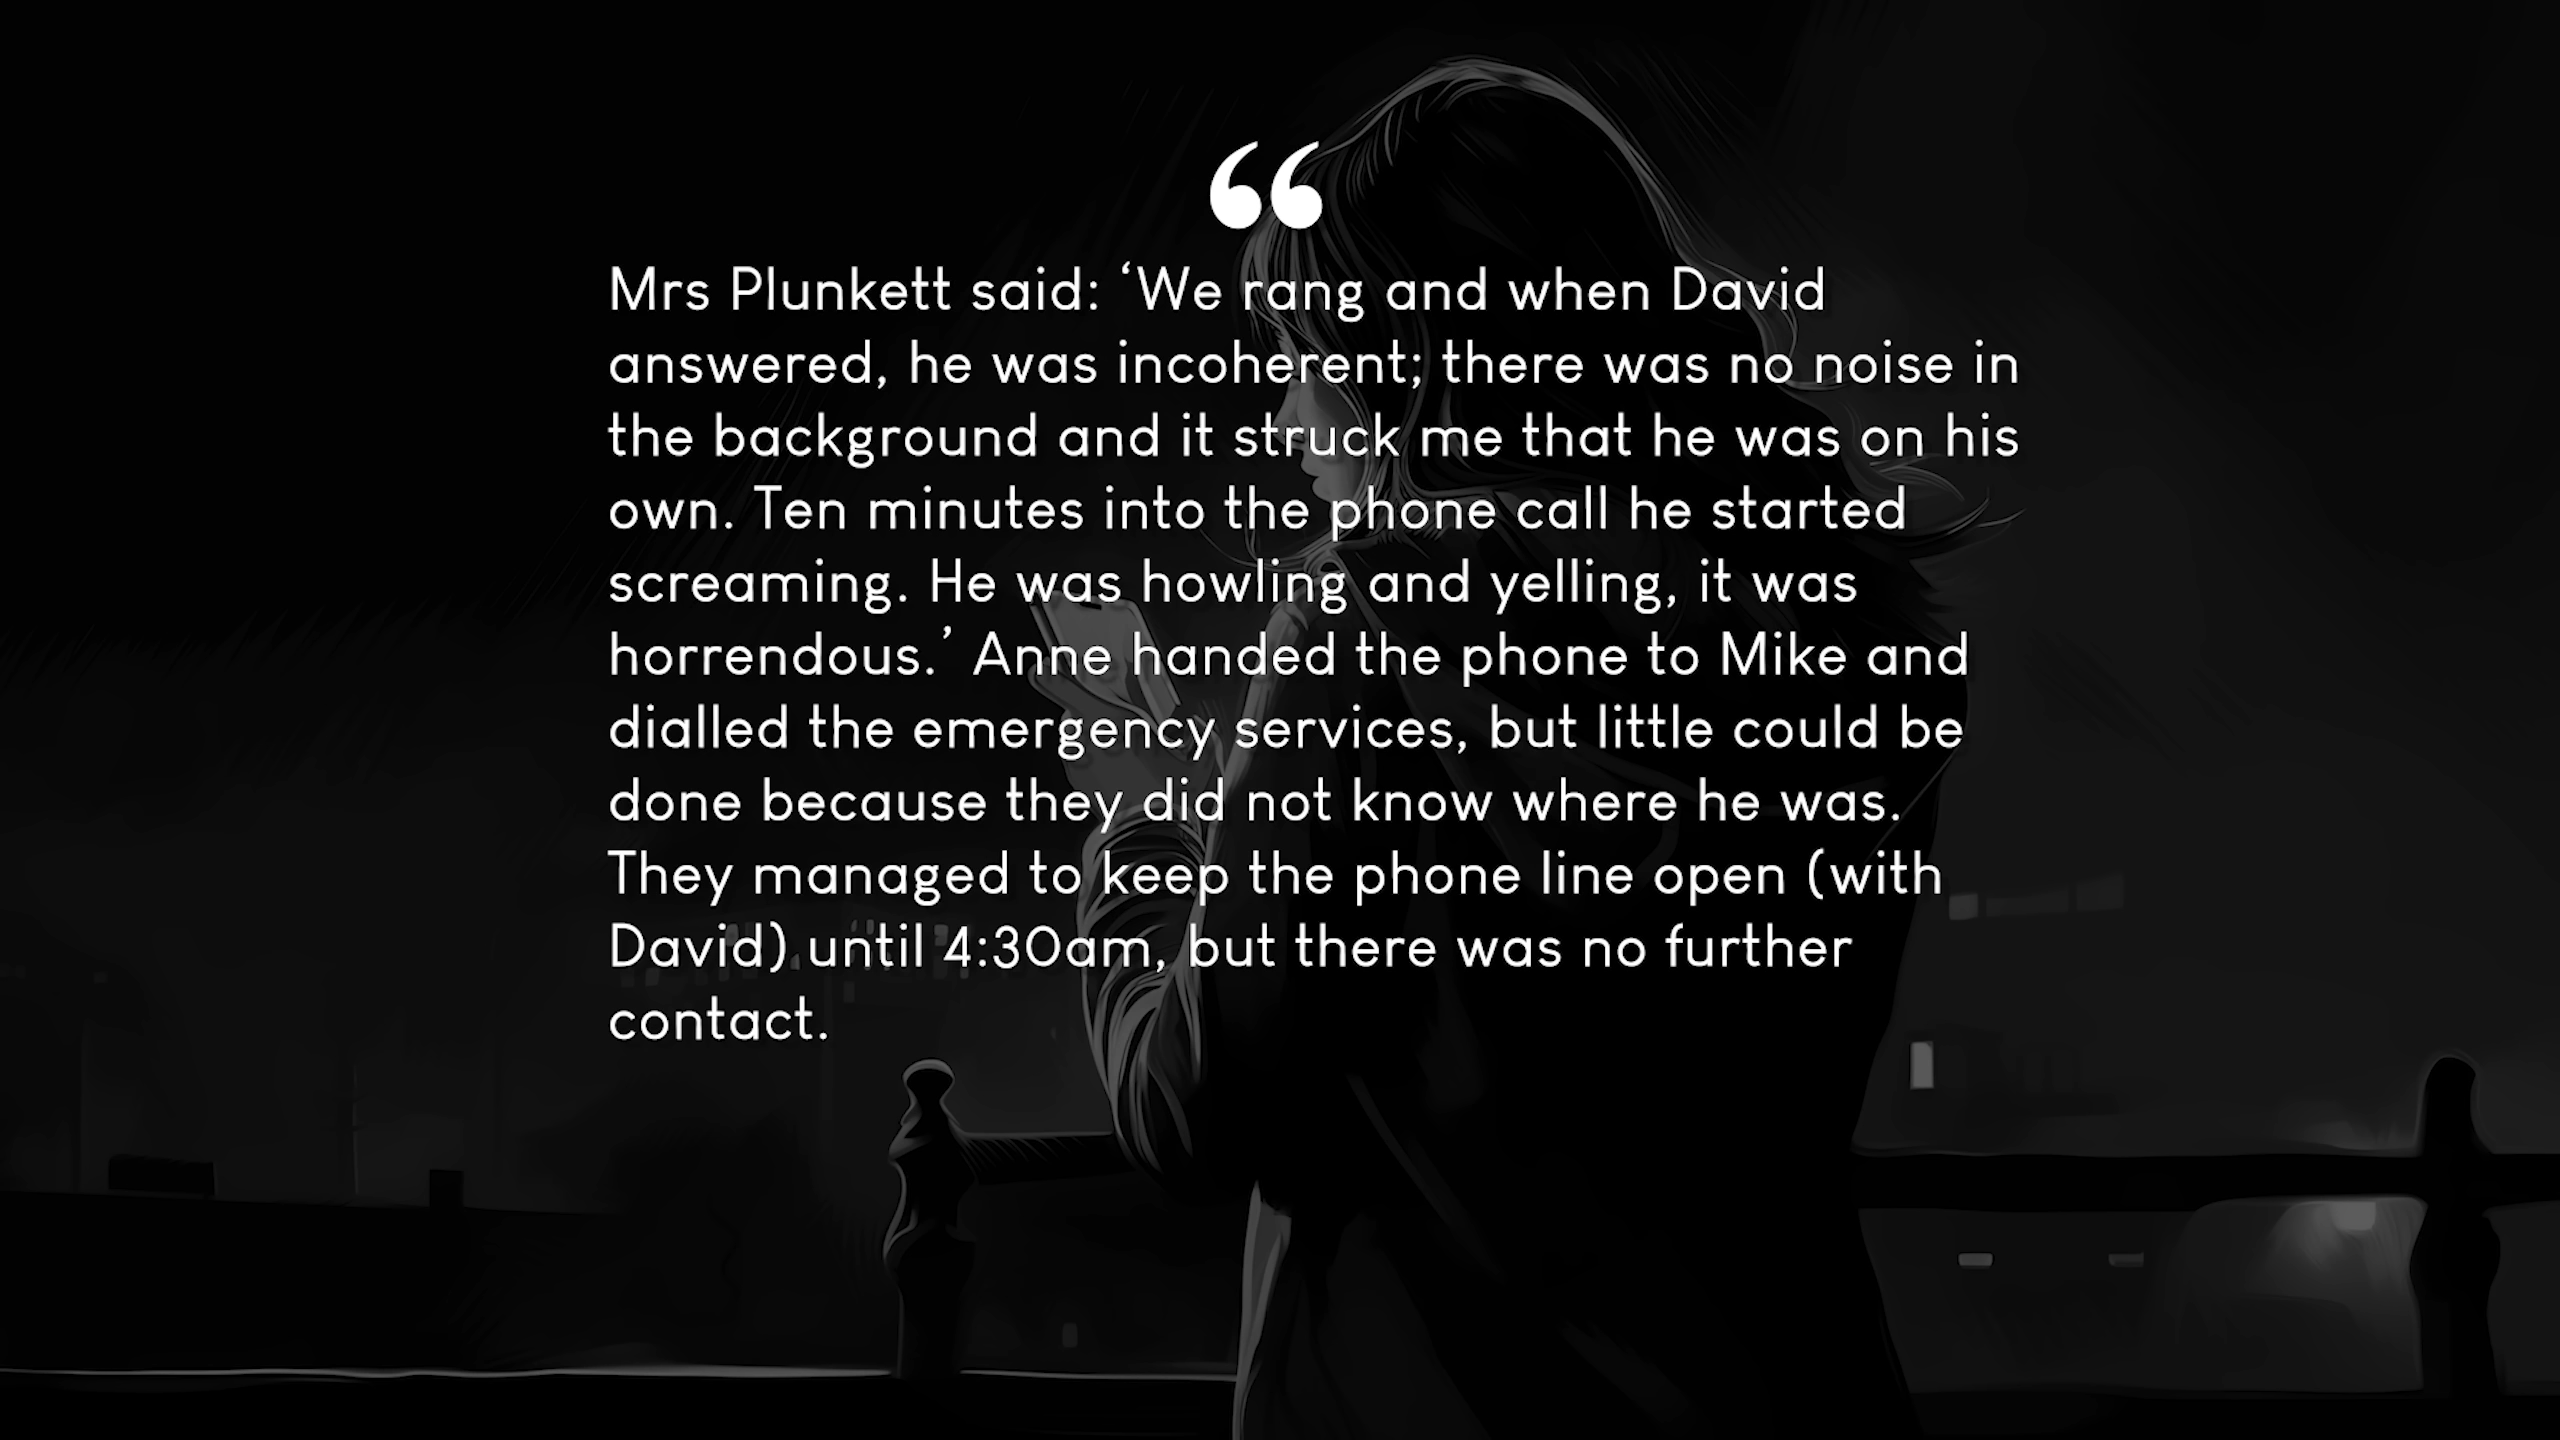 “
Mrs Plunkett said: ‘We rang and when David
answered, he was incoherent; there was no noise in
the background and it struck me that he was on his
own. Ten minutes into the phone call he started
screaming. He was howling and yelling, it was
horrendous.’ Anne handed the phone to Mike and
dialled the emergency services, but little could be
done because they did not know where he was.
They managed to keep the phone line open (with
David) until 4:30am, but there was no further
contact.